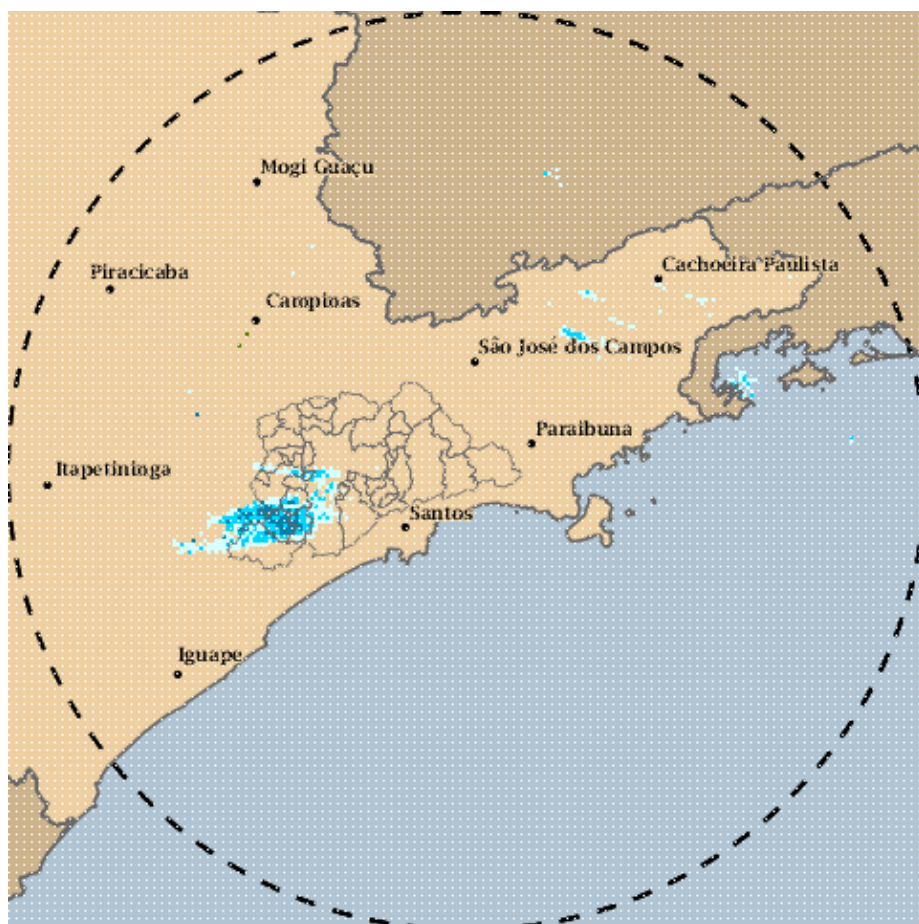 Mogi Guaçu
Cachoeira Paulista
Piracicaba
Campinas
São José dos Campos
Paraibuna
Itapetininga
Santos
Iguape